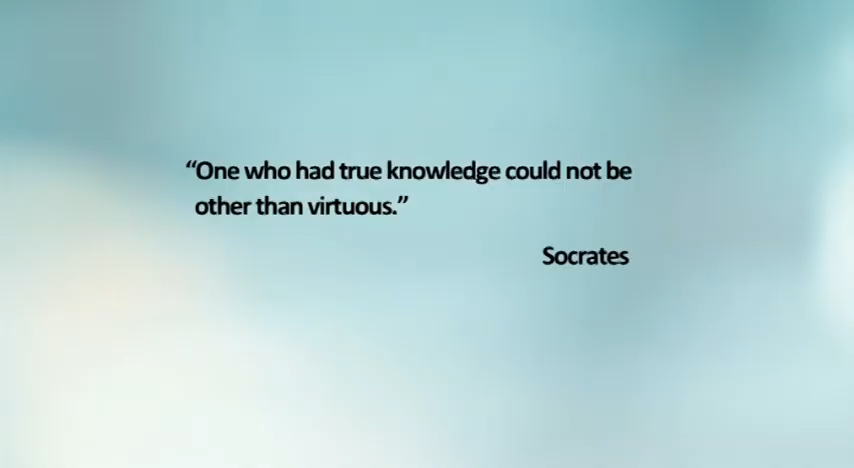 “One who had true knowledge could not be
other than virtuous.”
Socrates